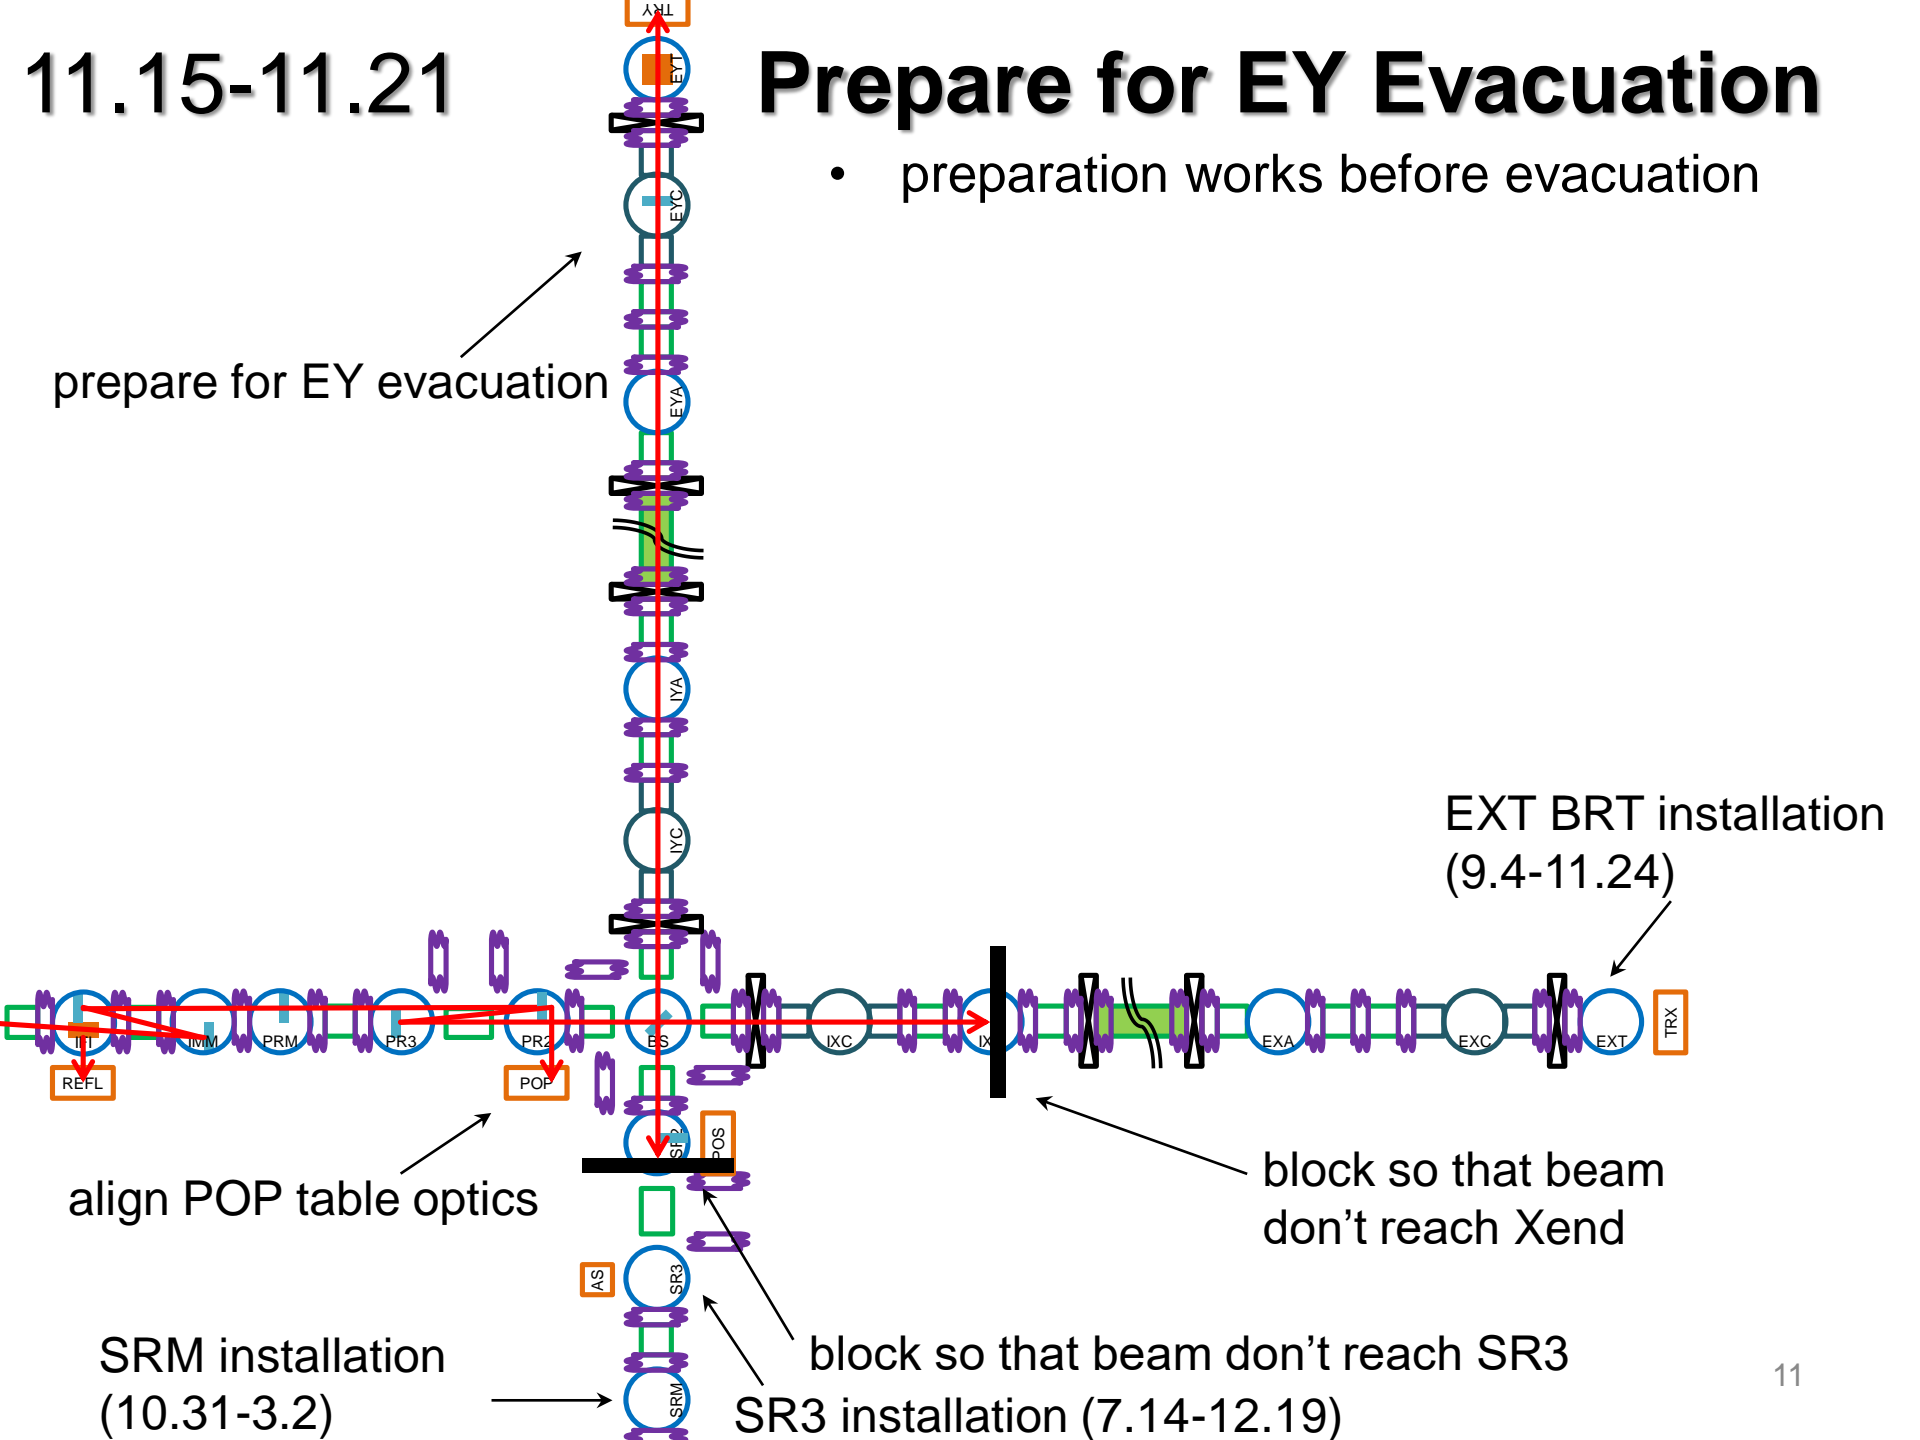 TRY
11.15-11.21
Prepare for EY Evacuation
• preparation works before evacuation
EYT
EYC
prepare for EY evacuation
EYA
IYA
IYC
EXT BRT installation
(9.4-11.24)
IFI
IMM
PRM
PR3
PR2
BS
IXC
IX
EXA
EXC
EXT
TRX
REFL
POP
SR2
POS
align POP table optics
block so that beam
don't reach Xend
AS
SR3
SRM installation
(10.31-3.2)
SRM
block so that beam don't reach SR3
SR3 installation (7.14-12.19)
11